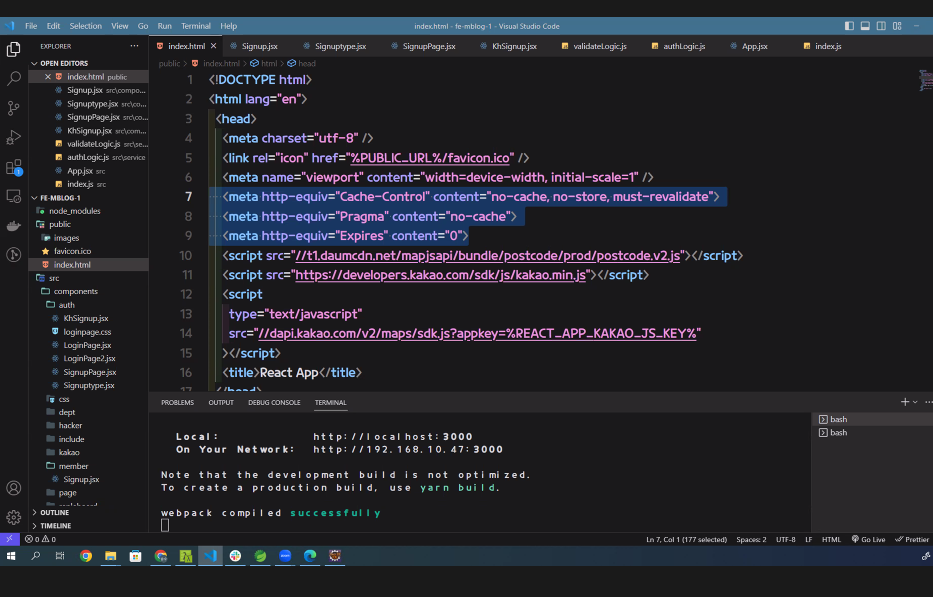 File Edit Selection View Go Run Terminal Help index.html - fe-mblog-1 - Visual Studio Code
EXPLORER
index.html Signup.jsx Signuptype.jsx SignupPage.jsx KhSignup.jsx validateLogic.js authLogic.js App.jsx index.js
public > index.html > html > head
OPEN EDITORS
index.html public
Signup.jsx src\compo...
Signuptype.jsx src\co...
SignupPage.jsx src\co...
KhSignup.jsx src\com...
validateLogic.js src\se...
authLogic.js src\service
App.jsx src
index.js src
FE-MBLOG-1
node_modules
public
images
favicon.ico
index.html
src
components
auth
KhSignup.jsx
loginpage.css
LoginPage.jsx
LoginPage2.jsx
SignupPage.jsx
Signuptype.jsx
css
dept
hacker
include
kakao
member
Signup.jsx
page
OUTLINE
TIMELINE
1 <!DOCTYPE html>
2 <html lang="en">
3 <head>
4 <meta charset="utf-8" />
5 <link rel="icon" href="%PUBLIC_URL%/favicon.ico" />
6 <meta name="viewport" content="width=device-width, initial-scale=1" />
7 <meta http-equiv="Cache-Control" content="no-cache, no-store, must-revalidate">
8 <meta http-equiv="Pragma" content="no-cache">
9 <meta http-equiv="Expires" content="0">
10 <script src="//t1.daumcdn.net/mapjsapi/bundle/postcode/prod/postcode.v2.js"></script>
11 <script src="https://developers.kakao.com/sdk/js/kakao.min.js"></script>
12 <script
13 type="text/javascript"
14 src="//dapi.kakao.com/v2/maps/sdk.js?appkey=%REACT_APP_KAKAO_JS_KEY%"
15 ></script>
16 <title>React App</title>
17 </head>
PROBLEMS OUTPUT DEBUG CONSOLE TERMINAL
Local: http://localhost:3000
On Your Network: http://192.168.10.47:3000
Note that the development build is not optimized.
To create a production build, use yarn build.
webpack compiled successfully
bash
bash
0 0 Ln 7, Col 1 (177 selected) Spaces: 2 UTF-8 LF HTML Go Live Prettier